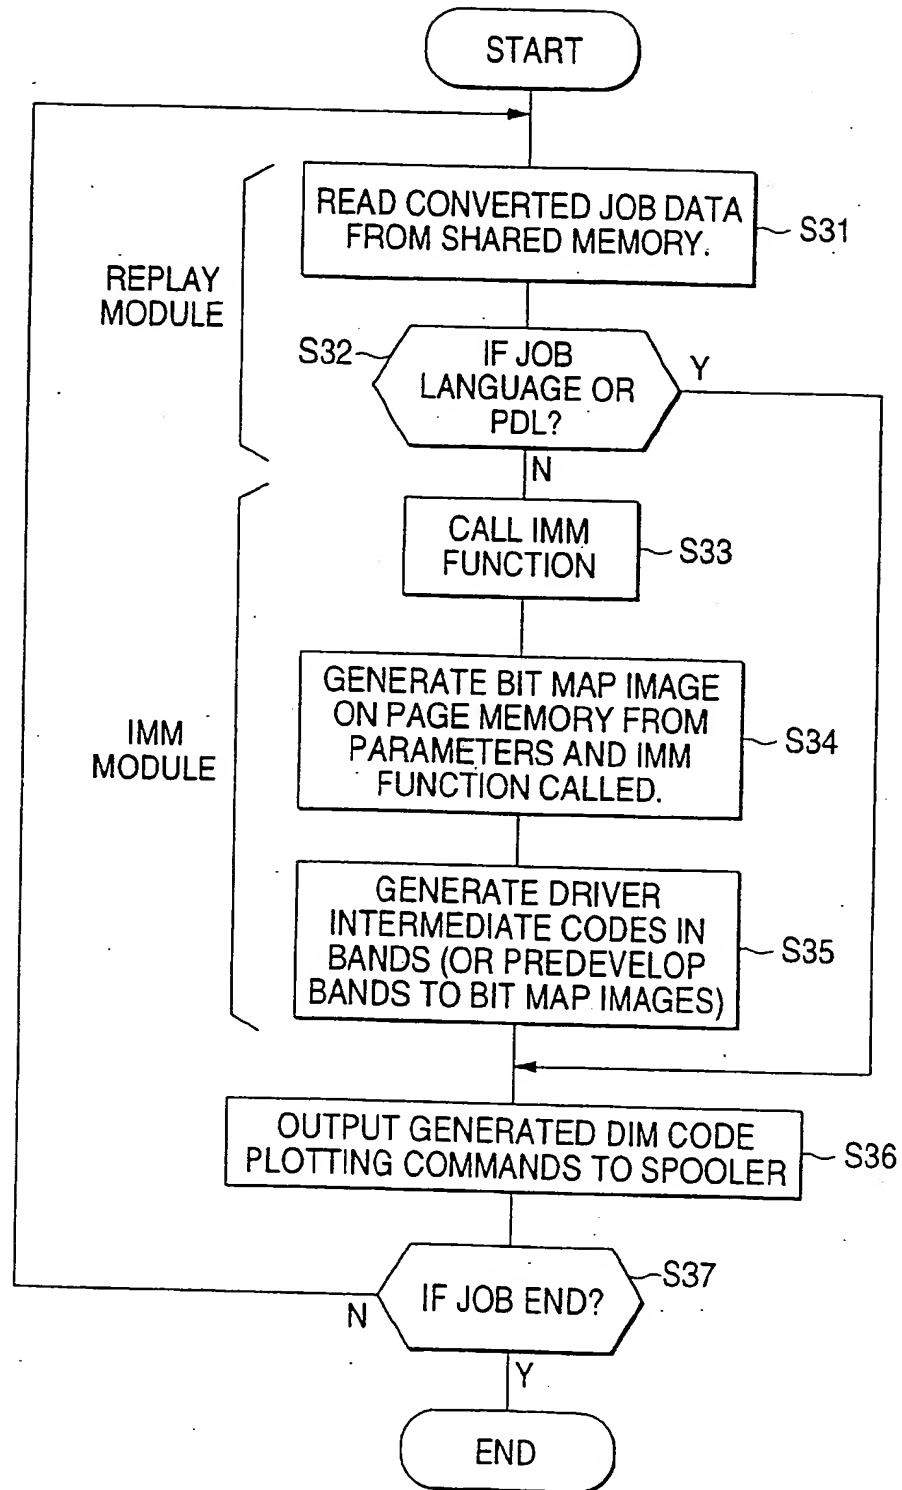 START
READ CONVERTED JOB DATA
FROM SHARED MEMORY.
S31
REPLAY
MODULE
S32
IF JOB
LANGUAGE OR
PDL?
Y
N
CALL IMM
FUNCTION
S33
GENERATE BIT MAP IMAGE
ON PAGE MEMORY FROM
PARAMETERS AND IMM
FUNCTION CALLED.
S34
IMM
MODULE
GENERATE DRIVER
INTERMEDIATE CODES IN
BANDS (OR PREDEVELOP
BANDS TO BIT MAP IMAGES)
S35
OUTPUT GENERATED DIM CODE
PLOTTING COMMANDS TO SPOOLER
S36
IF JOB END?
S37
N
Y
END